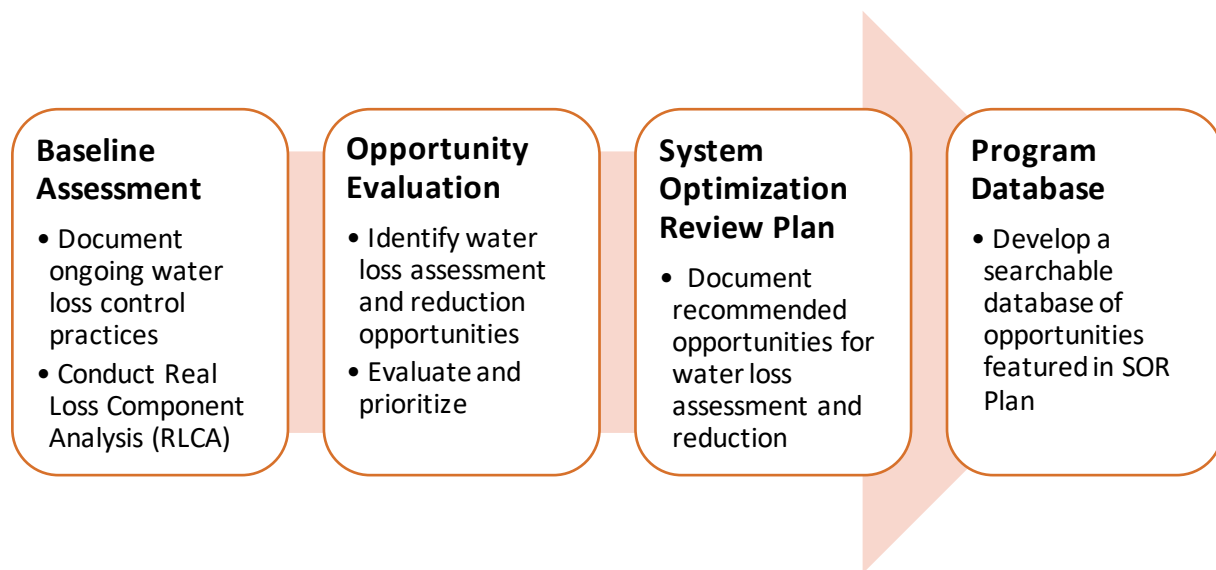 Baseline
Assessment
• Document
ongoing water
loss control
practices
• Conduct Real
Loss Component
Analysis (RLCA)
Opportunity
Evaluation
• Identify water
loss assessment
and reduction
opportunities
• Evaluate and
prioritize
System
Optimization
Review Plan
• Document
recommended
opportunities for
water loss
assessment and
reduction
Program
Database
• Develop a
searchable
database of
opportunities
featured in SOR
Plan